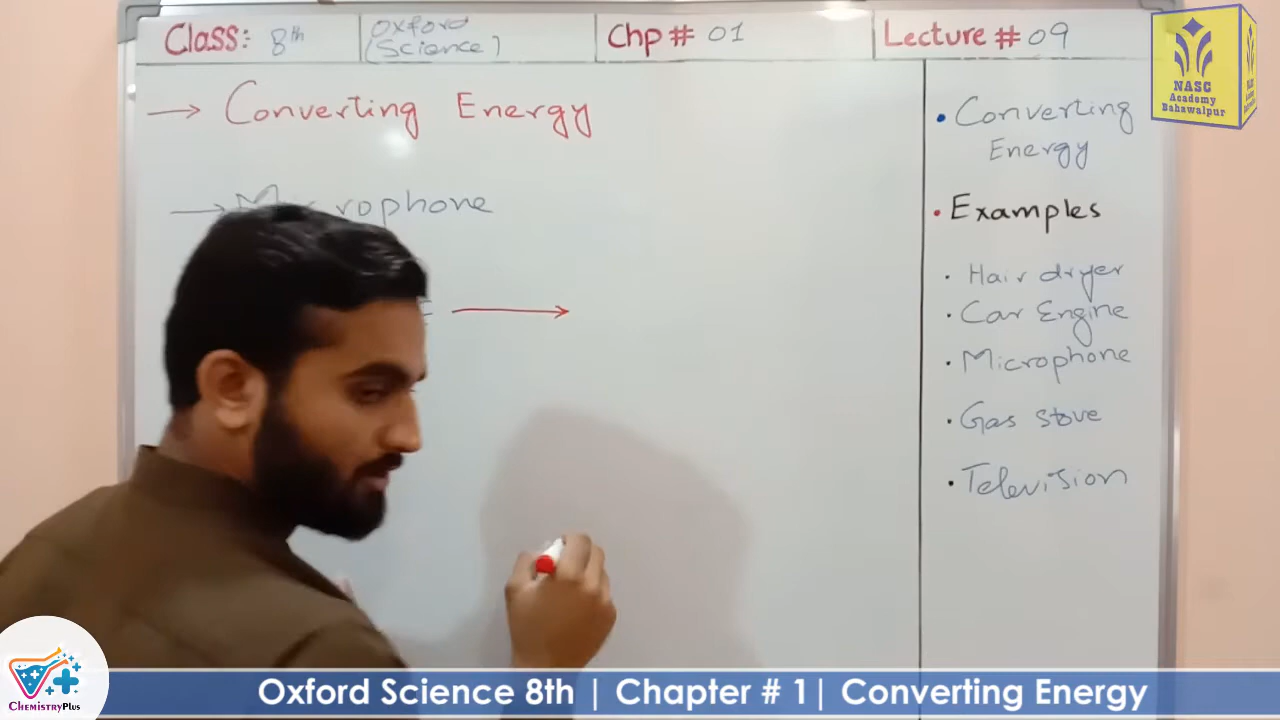 Class: 8th
Oxford
(Science)
Chp # 01
Lecture # 09
NASC
Academy
Bahawalpur
→ Converting Energy
• Converting
Energy
→ rophone
• Examples
· Hair dryer
· Car Engine
· Microphone
· Gas stove
· Television
ChemistryPlus
Oxford Science 8th | Chapter # 1| Converting Energy